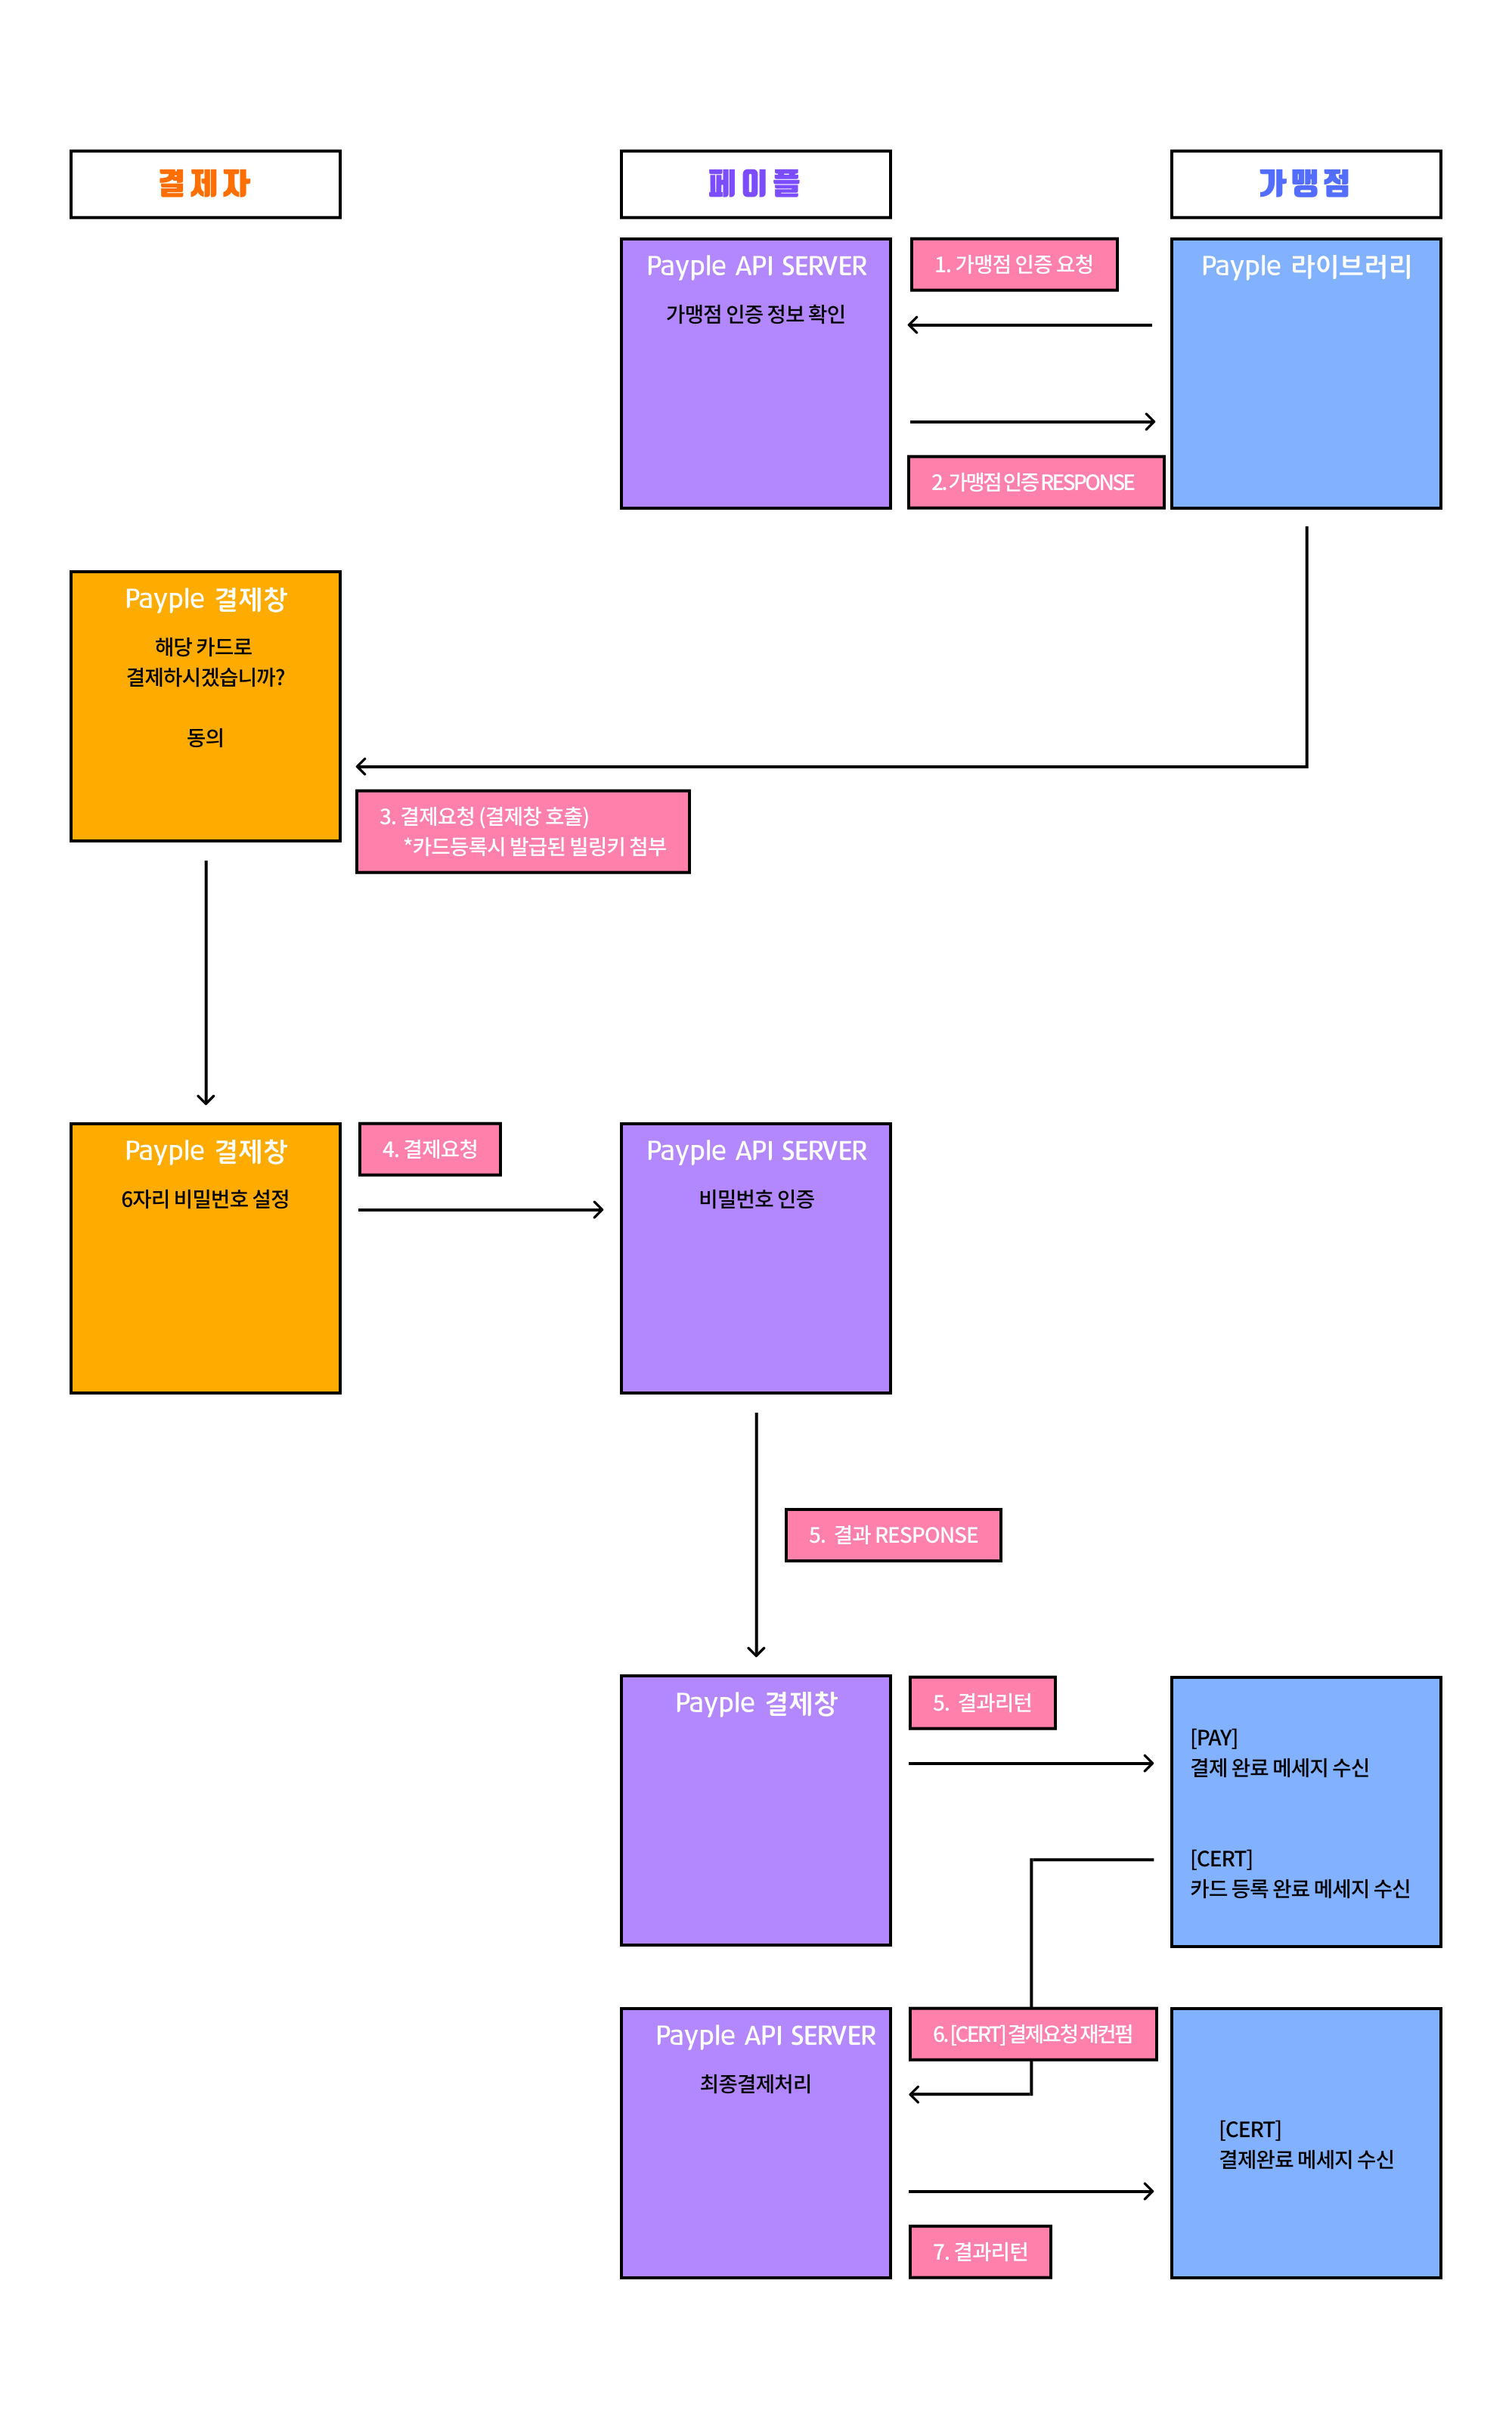 결제자
페이플
가맹점
Payple API SERVER
가맹점 인증 정보 확인
1. 가맹점 인증 요청
Payple 라이브러리
2. 가맹점 인증 RESPONSE
Payple 결제창
해당 카드로
결제하시겠습니까?
동의
3. 결제요청 (결제창 호출)
*카드등록시 발급된 빌링키 첨부
Payple 결제창
6자리 비밀번호 설정
4. 결제요청
Payple API SERVER
비밀번호 인증
5. 결과 RESPONSE
Payple 결제창
5. 결과리턴
[PAY]
결제 완료 메세지 수신
[CERT]
카드 등록 완료 메세지 수신
Payple API SERVER
최종결제처리
6. [CERT] 결제요청 재컨펌
[CERT]
결제완료 메세지 수신
7. 결과리턴